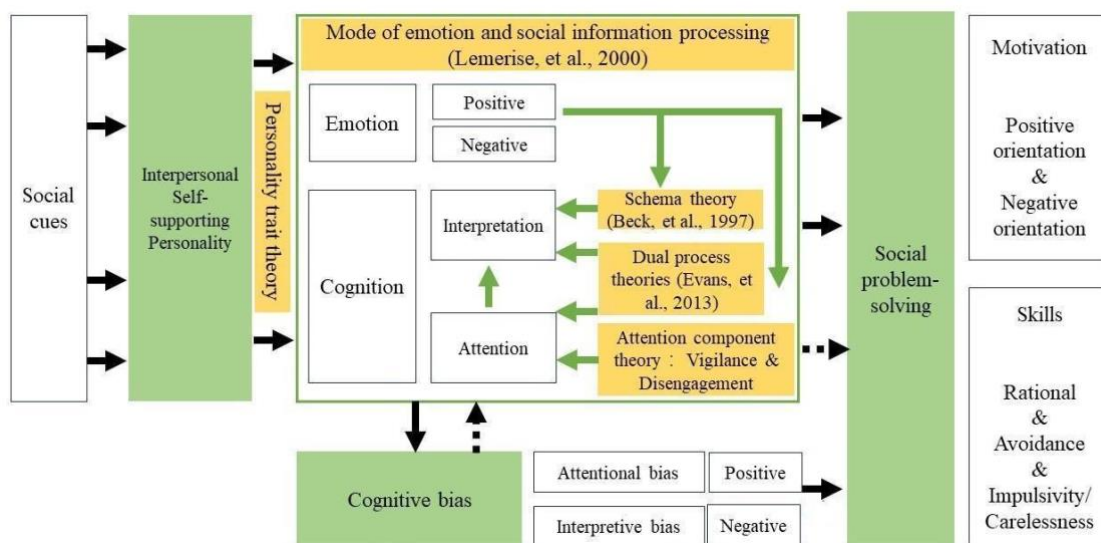 Social
cues
Interpersonal
Self-
supporting
Personality
Personality trait theory
Mode of emotion and social information processing
(Lemerise, et al., 2000)
Emotion
Positive
Negative
Cognition
Interpretation
Attention
Schema theory
(Beck, et al., 1997)
Dual process
theories (Evans, et
al., 2013)
Attention component
theory : Vigilance &
Disengagement
Cognitive bias
Attentional bias
Positive
Interpretive bias
Negative
Social
problem-
solving
Motivation
Positive
orientation
&
Negative
orientation
Skills
Rational
&
Avoidance
&
Impulsivity/
Carelessness